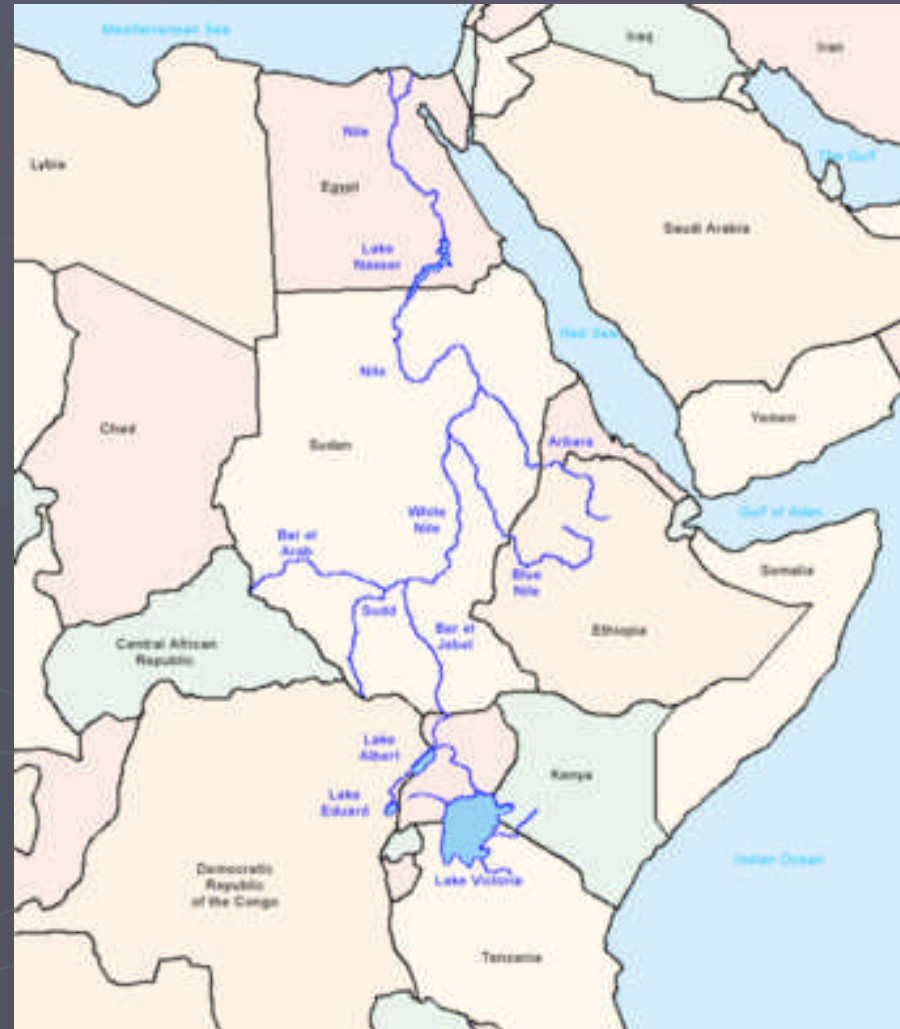 Mediterranean Sea
Iraq
Iran
Nile
Lybia
The Gulf
Egypt
Saudi Arabia
Lake
Nasser
Red Sea
Nile
Yemen
Chad
Sudan
Atbara
White
Nile
Gulf of Aden
Bar el
Arab
Somalia
Blue
Nile
Sudd
Bar el
Jebel
Ethiopia
Central African
Republic
Lake
Albert
Kenya
Lake
Eduard
Indian Ocean
Democratic
Republic
of the Congo
Lake Victoria
Tanzania